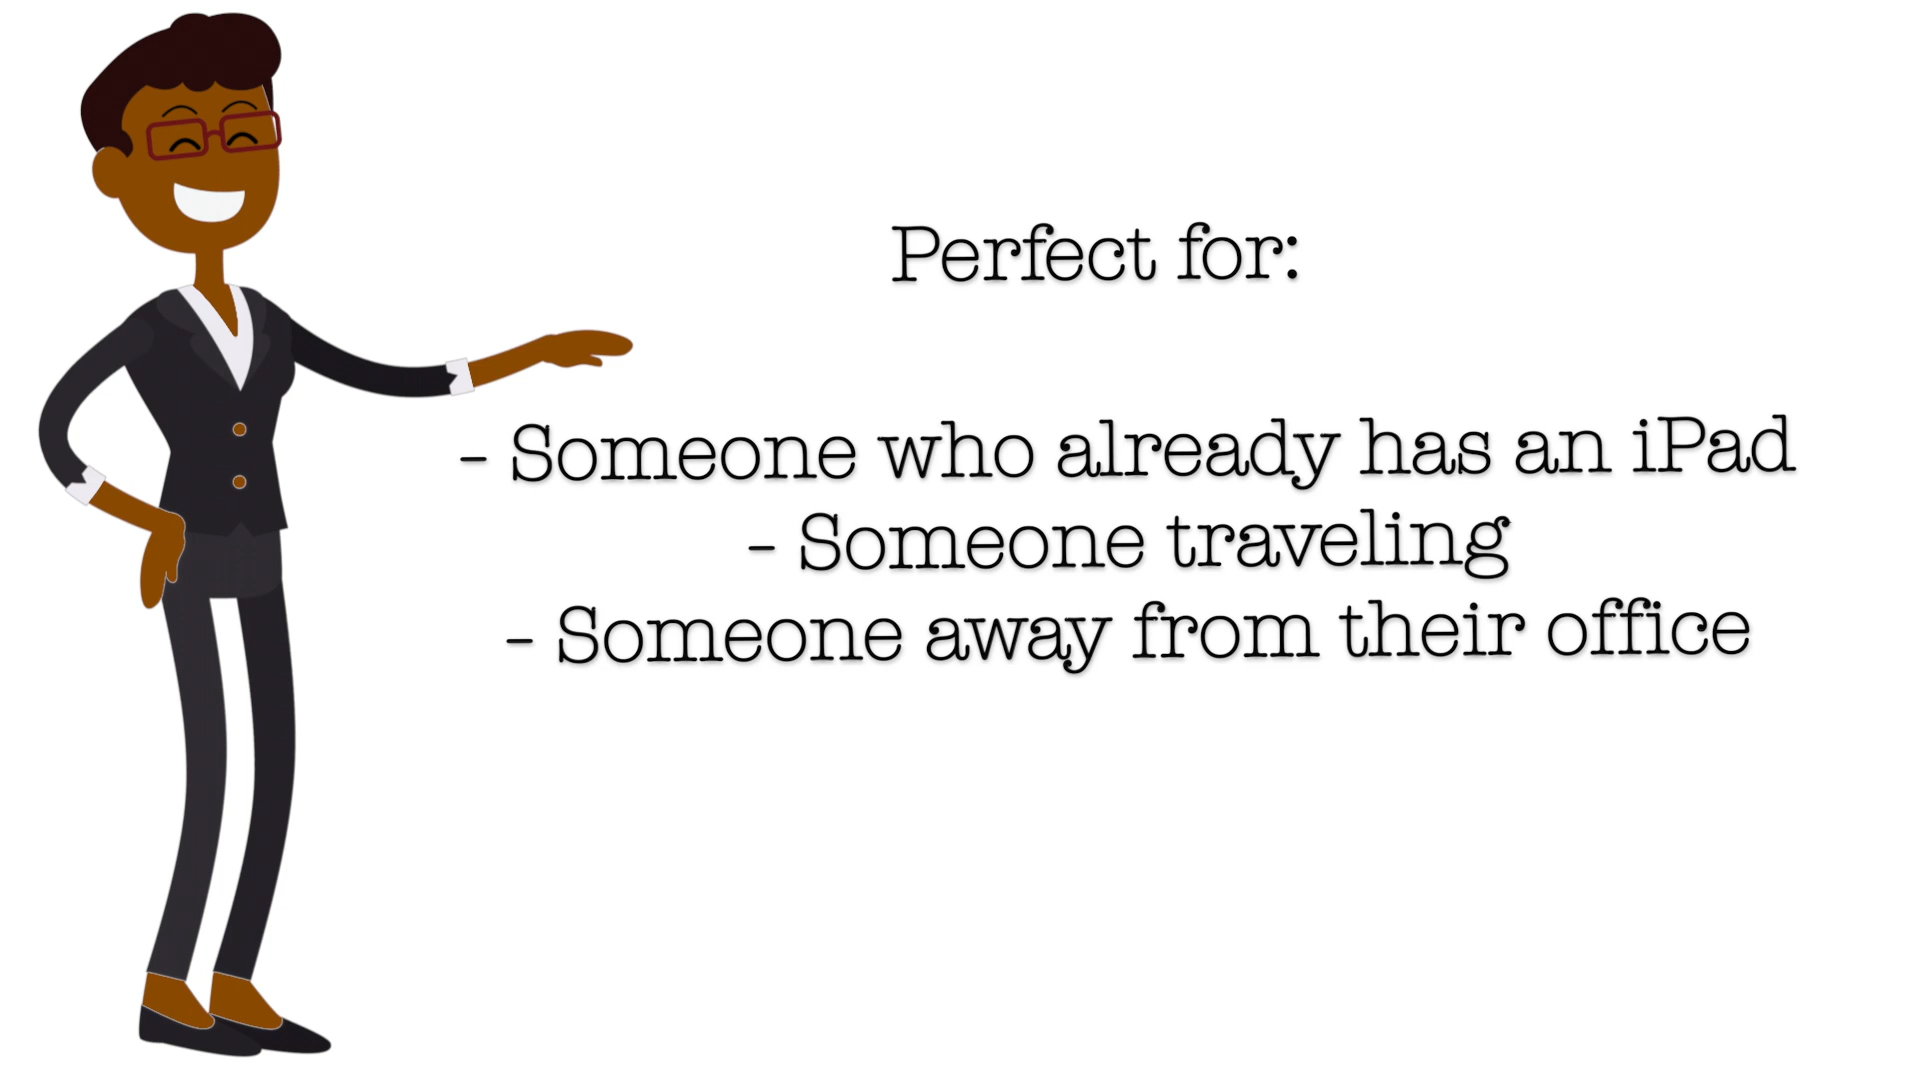 Perfect for:
- Someone who already has an iPad
- Someone traveling
- Someone away from their office